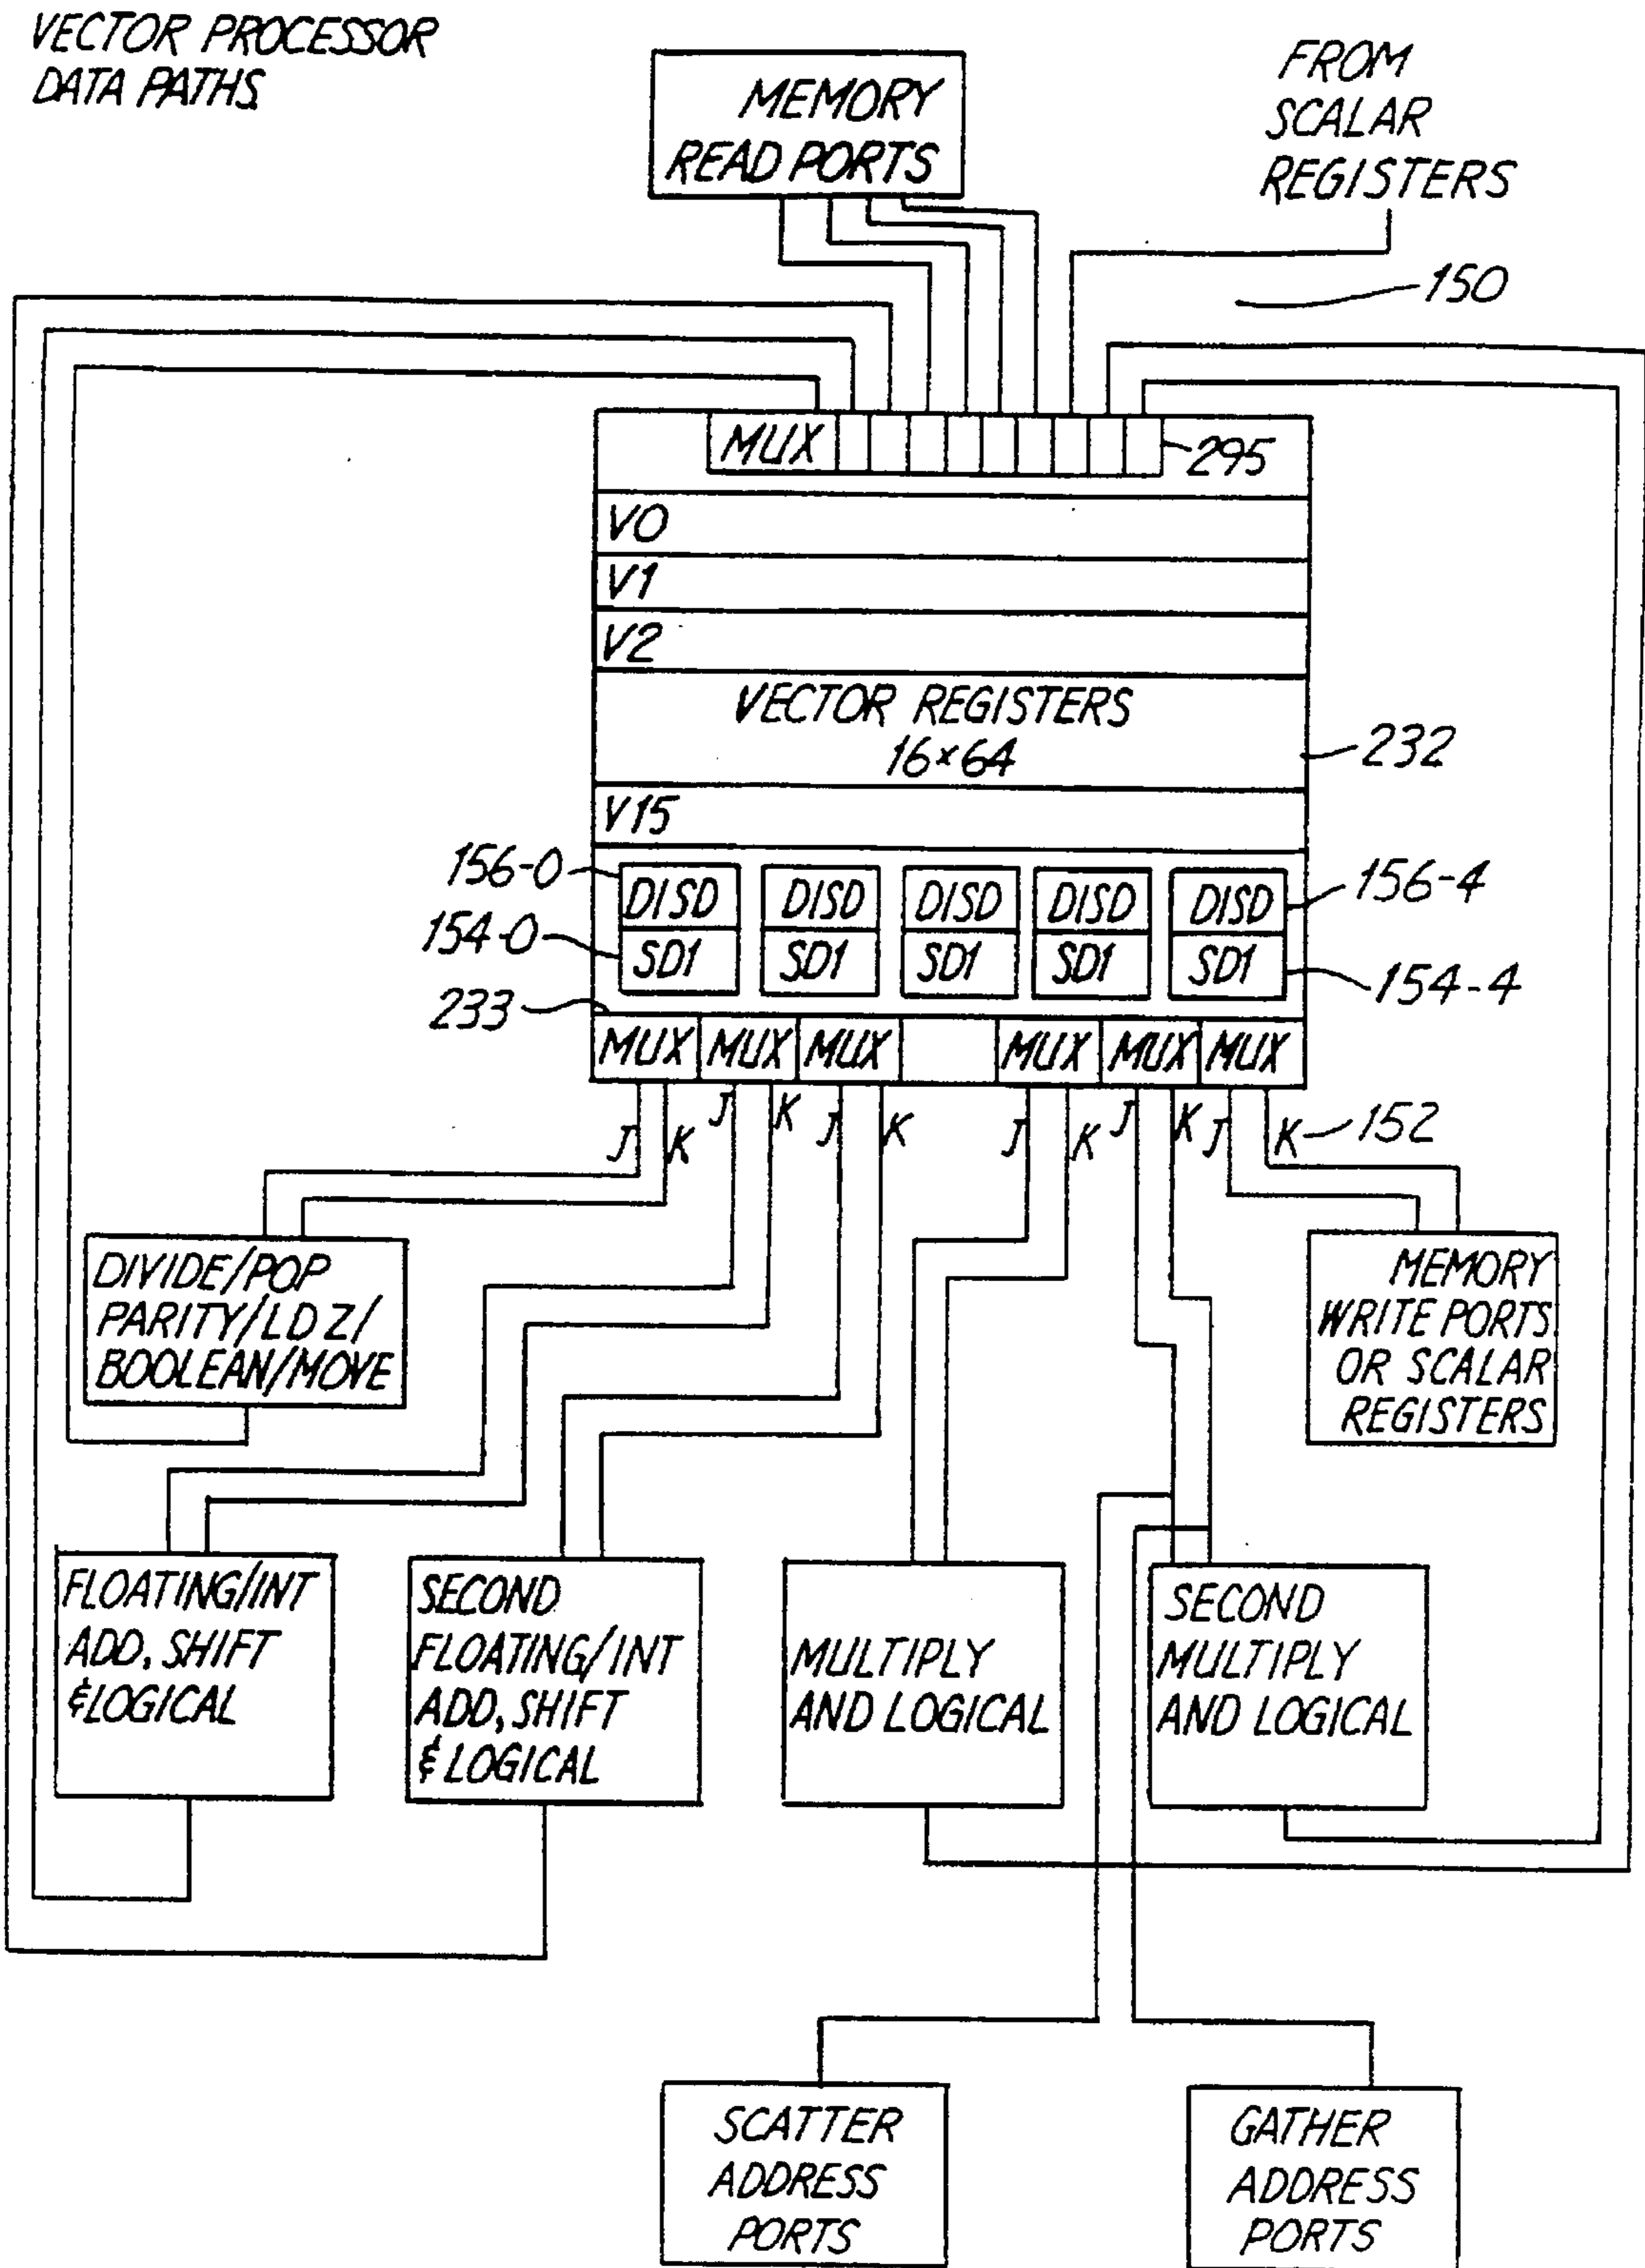 VECTOR PROCESSOR
DATA PATHS
MEMORY
READ PORTS
FROM
SCALAR
REGISTERS
150
MUX
295
V0
V1
V2
VECTOR REGISTERS
16×64
232
V15
156-0
DISD DISD DISD DISD DISD
156-4
154-0
SD1 SD1 SD1 SD1 SD1
154-4
233
MUX MUX MUX MUX MUX MUX
J K J K J K J K J K J K
152
DIVIDE/POP
PARITY/LD Z/
BOOLEAN/MOVE
MEMORY
WRITE PORTS
OR SCALAR
REGISTERS
FLOATING/INT
ADD, SHIFT
&LOGICAL
SECOND
FLOATING/INT
ADD, SHIFT
& LOGICAL
MULTIPLY
AND LOGICAL
SECOND
MULTIPLY
AND LOGICAL
SCATTER
ADDRESS
PORTS
GATHER
ADDRESS
PORTS